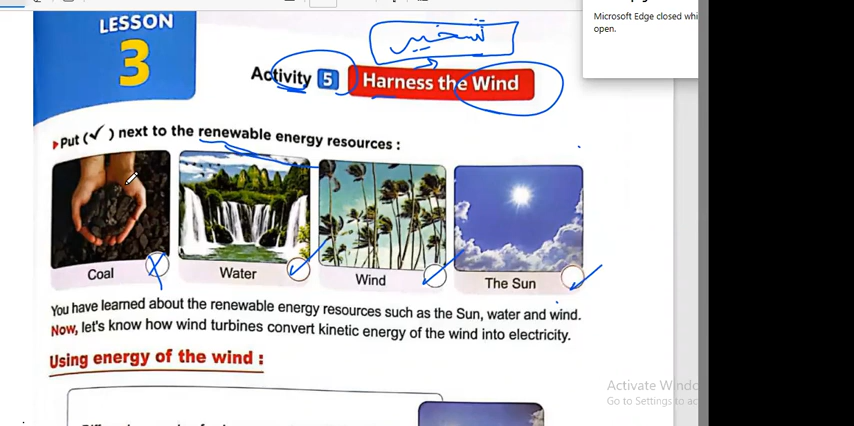 Microsoft Edge closed
open.
LESSON
3
تسخير
Activity 5 Harness the Wind
Put (✓) next to the renewable energy resources :
Coal
Water
Wind
The Sun
You have learned about the renewable energy resources such as the Sun, water and wind.
Now, let's know how wind turbines convert kinetic energy of the wind into electricity.
Using energy of the wind :
Activate
Go to Settings to